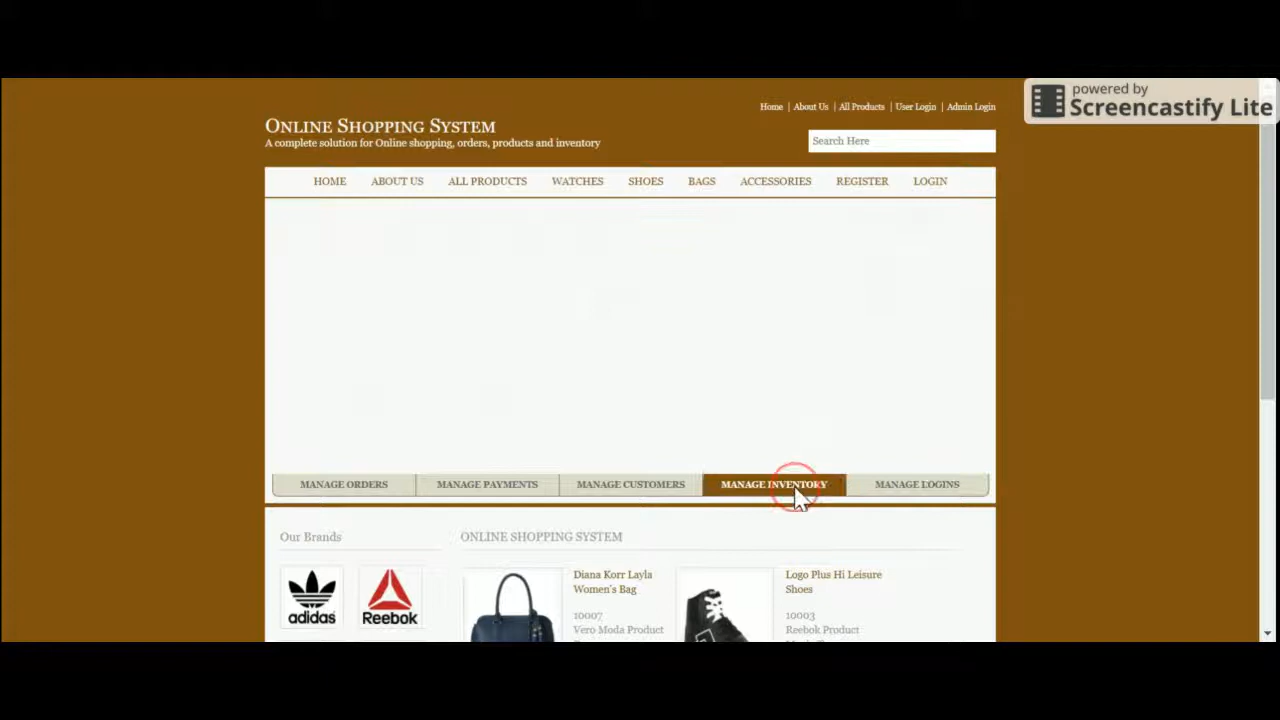 powered by
Screencastify Lite
Home | About Us | All Products | User Login | Admin Login
ONLINE SHOPPING SYSTEM
A complete solution for Online shopping, orders, products and inventory
Search Here
HOME ABOUT US ALL PRODUCTS WATCHES SHOES BAGS ACCESSORIES REGISTER LOGIN
MANAGE ORDERS MANAGE PAYMENTS MANAGE CUSTOMERS MANAGE INVENTORY MANAGE LOGINS
Our Brands
adidas
Reebok
ONLINE SHOPPING SYSTEM
Diana Korr Layla
Women's Bag
10007
Vero Moda Product
Logo Plus Hi Leisure
Shoes
10003
Reebok Product